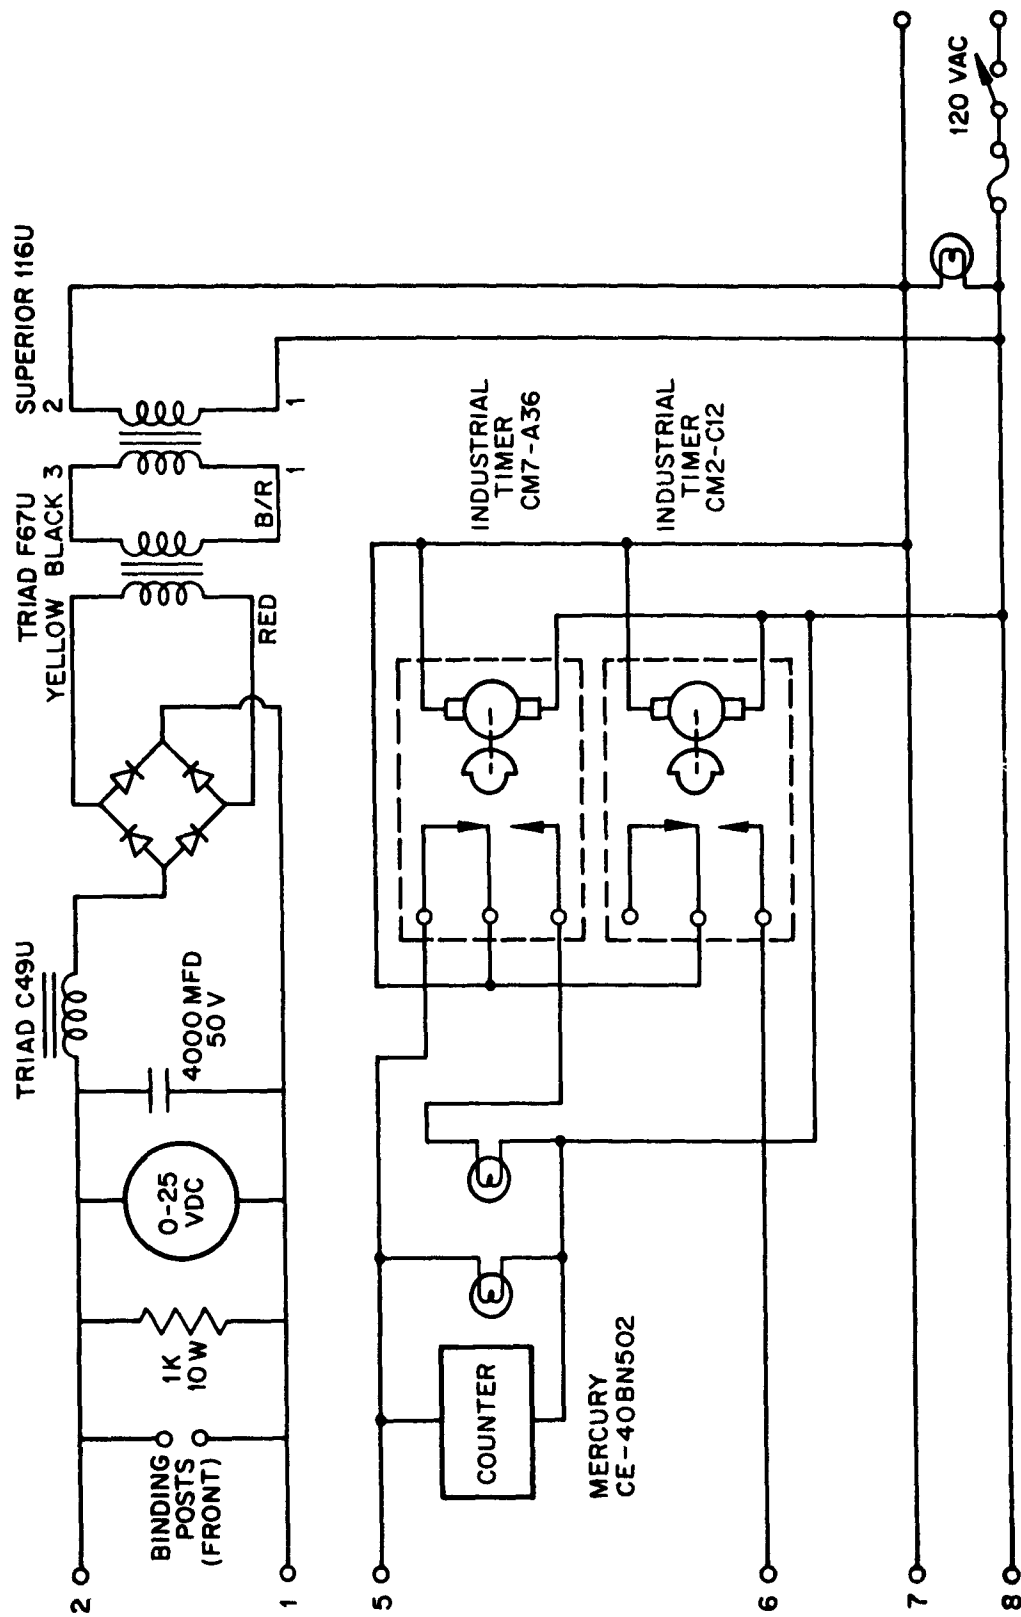 SUPERIOR 116U
2
1
TRIAD F67U
YELLOW BLACK 3
B/R
1
RED
TRIAD C49U
4000 MFD
50 V
0-25
VDC
1K
10W
BINDING
POSTS
(FRONT)
2
1
120 VAC
INDUSTRIAL
TIMER
CM7-A36
INDUSTRIAL
TIMER
CM2-C12
COUNTER
MERCURY
CE-40BN502
5
6
7
8